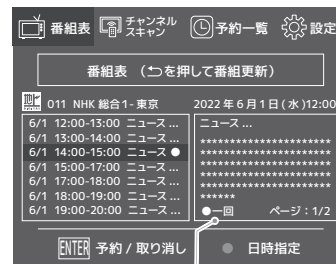 番組表 チャンネルスキャン 予約一覧 設定
番組表 (⮌を押して番組更新)
011 NHK 総合1- 東京 2022 年 6 月 1 日 ( 水 )12:00
6/1 12:00-13:00 ニュース ...
6/1 13:00-14:00 ニュース ...
6/1 14:00-15:00 ニュース ●
6/1 15:00-17:00 ニュース ...
6/1 17:00-18:00 ニュース ...
6/1 18:00-19:00 ニュース ...
6/1 19:00-20:00 ニュース ...
ニュース ...
***********************
***********************
***********************
***********************
***********************
******
●一回 ページ : 1/2
ENTER 予約 / 取り消し ● 日時指定